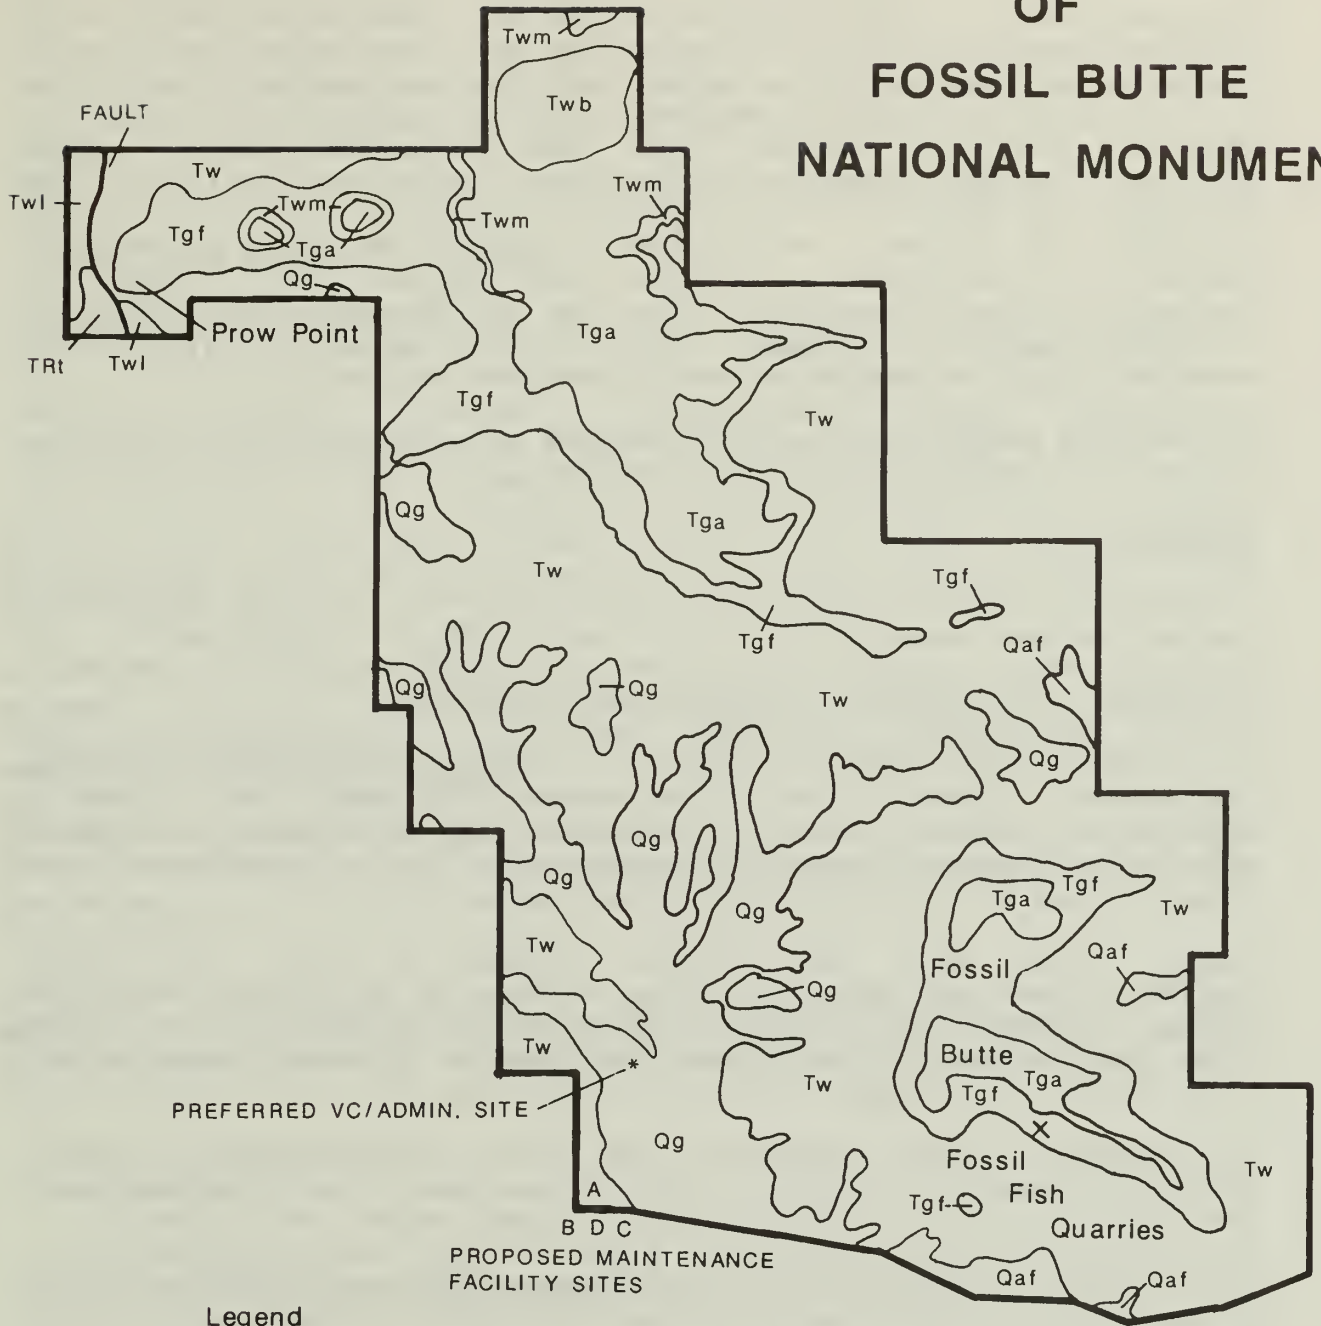 OF
FOSSIL BUTTE
NATIONAL MONUMEN
Twm
Twb
FAULT
Tw
Twl
Twm
Twm
Twm
Tgf
Tga
Qg
Prow Point
Tga
TRt
Twl
Tgf
Tw
Qg
Tga
Tw
Tgf
Tgf
Qaf
Qg
Qg
Tw
Qg
Qg
Qg
Tgf
Tga
Qg
Tw
Tw
Qaf
Fossil
Qg
Tw
Butte
Tw
Tga
Tgf
PREFERRED VC/ADMIN. SITE
*
X
Qg
Fossil
Tw
A
Tgf
Fish
B D C
Quarries
PROPOSED MAINTENANCE
FACILITY SITES
Qaf
Qaf
Legend